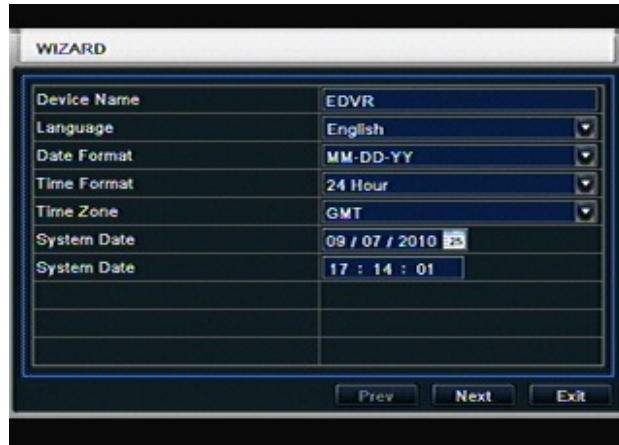 WIZARD
Device Name EDVR
Language English
Date Format MM-DD-YY
Time Format 24 Hour
Time Zone GMT
System Date 09 / 07 / 2010 25
System Date 17 : 14 : 01
Prev Next Exit